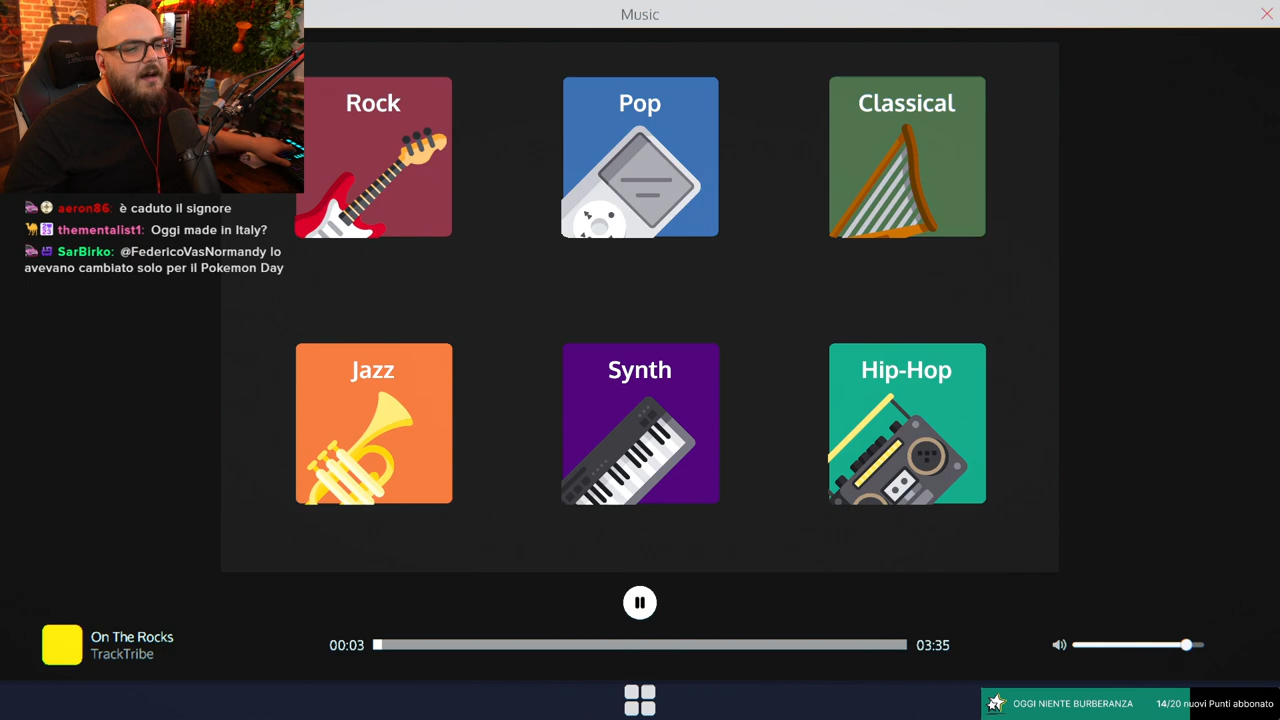 Music
Rock
Pop
Classical
aeron86: è caduto il signore
thementalist1: Oggi made in Italy?
SarBirko: @FedericoVasNormandy lo
avevano cambiato solo per il Pokemon Day
Jazz
Synth
Hip-Hop
On The Rocks
TrackTribe
00:03
03:35
OGGI NIENTE BURBERANZA
14/20 nuovi Punti abbonato